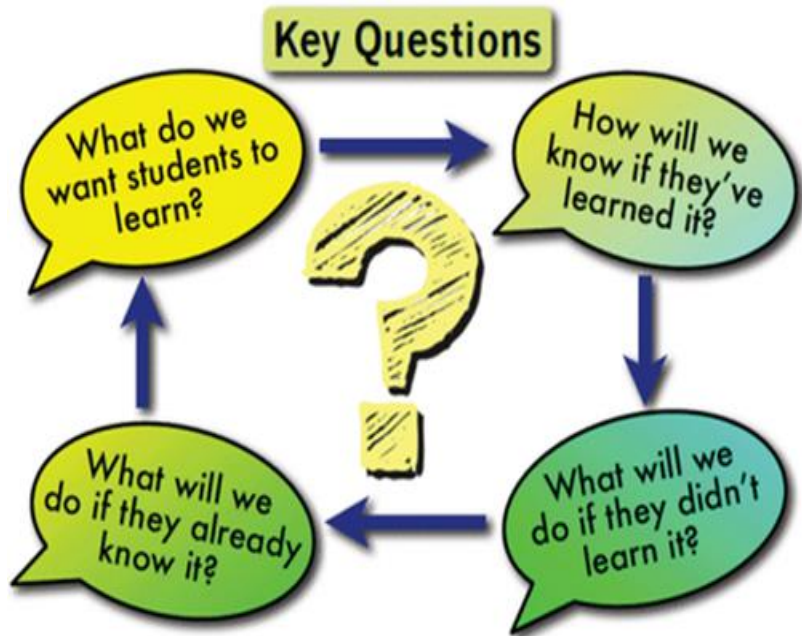 Key Questions
What do we
want students to
learn?
How will we
know if they've
learned it?
What will we
do if they already
know it?
What will we
do if they didn't
learn it?